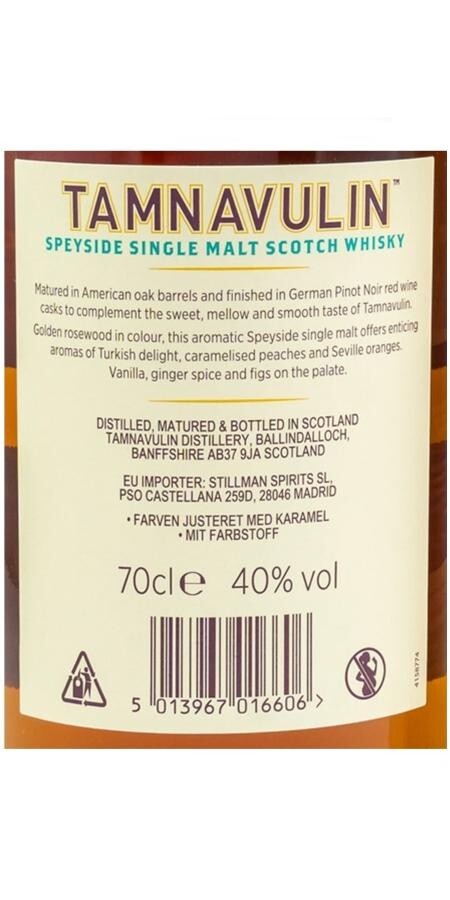 TAMNAVULIN™
SPEYSIDE SINGLE MALT SCOTCH WHISKY
Matured in American oak barrels and finished in German Pinot Noir red wine
casks to complement the sweet, mellow and smooth taste of Tamnavulin.
Golden rosewood in colour, this aromatic Speyside single malt offers enticing
aromas of Turkish delight, caramelised peaches and Seville oranges.
Vanilla, ginger spice and figs on the palate.
DISTILLED, MATURED & BOTTLED IN SCOTLAND
TAMNAVULIN DISTILLERY, BALLINDALLOCH,
BANFFSHIRE AB37 9JA SCOTLAND
EU IMPORTER: STILLMAN SPIRITS SL,
PSO CASTELLANA 259D, 28046 MADRID
• FARVEN JUSTERET MED KARAMEL
• MIT FARBSTOFF
70cl℮ 40% vol
5 013967 016606 >
4158774